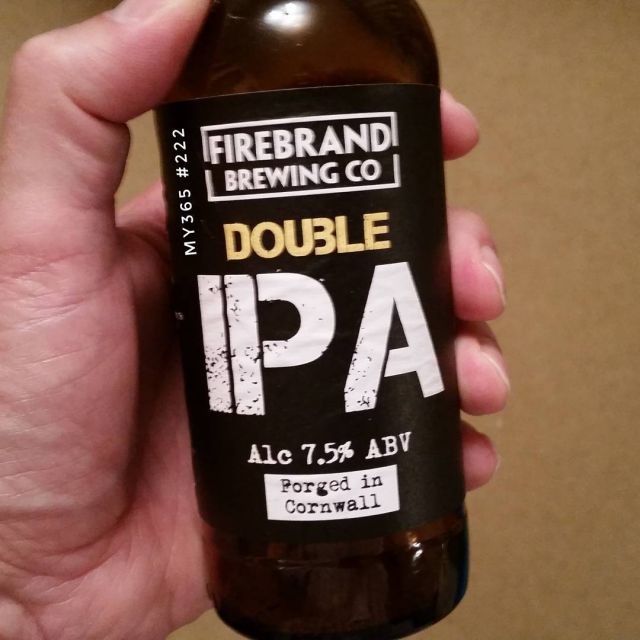 MY365 #222
FIREBRAND
BREWING CO
DOUBLE
IPA
Alc 7.5% ABV
Forged in
Cornwall